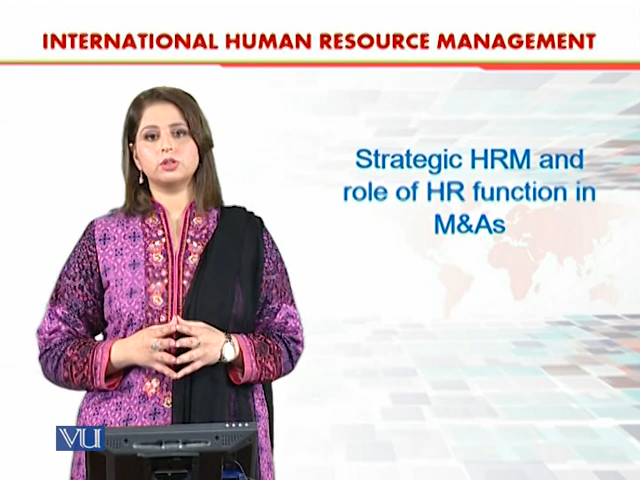 INTERNATIONAL HUMAN RESOURCE MANAGEMENT
Strategic HRM and
role of HR function in
M&As
VU